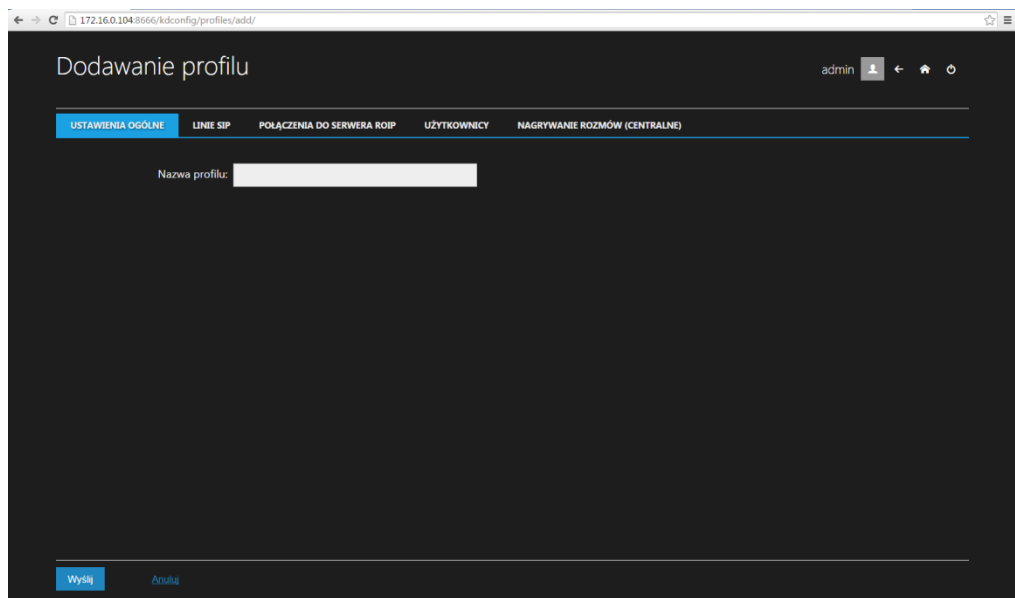 172.16.0.104:8666/kdconfig/profiles/add/
Dodawanie profilu
admin
USTAWIENIA OGÓLNE LINIE SIP POŁĄCZENIA DO SERWERA ROIP UŻYTKOWNICY NAGRYWANIE ROZMÓW (CENTRALNE)
Nazwa profilu:
Wyślij Anuluj